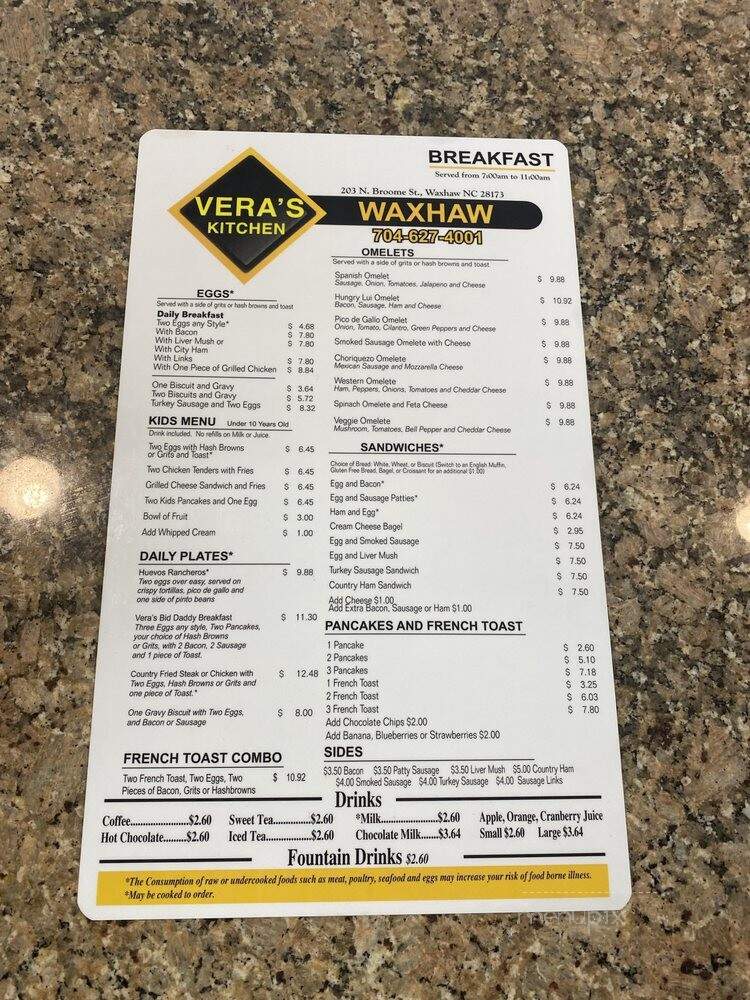 BREAKFAST
Served from 7:00am to 11:00am
VERA'S
KITCHEN
203 N. Broome St., Waxhaw NC 28173
WAXHAW
704-627-4001
EGGS*
Served with a side of grits or hash browns and toast
Daily Breakfast
Two Eggs any Style* $ 4.68
With Bacon $ 7.80
With Liver Mush or $ 7.80
With City Ham
With Links $ 7.80
With One Piece of Grilled Chicken $ 8.84
One Biscuit and Gravy $ 3.64
Two Biscuits and Gravy $ 5.72
Turkey Sausage and Two Eggs $ 8.32
KIDS MENU Under 10 Years Old
Drink included. No refills on Milk or Juice.
Two Eggs with Hash Browns $ 6.45
or Grits and Toast*
Two Chicken Tenders with Fries $ 6.45
Grilled Cheese Sandwich and Fries $ 6.45
Two Kids Pancakes and One Egg $ 6.45
Bowl of Fruit $ 3.00
Add Whipped Cream $ 1.00
DAILY PLATES*
Huevos Rancheros* $ 9.88
Two eggs over easy, served on
crispy tortillas, pico de gallo and
one side of pinto beans
Vera's Bid Daddy Breakfast $ 11.30
Three Eggs any style, Two Pancakes,
your choice of Hash Browns
or Grits, with 2 Bacon, 2 Sausage
and 1 piece of Toast.
Country Fried Steak or Chicken with $ 12.48
Two Eggs, Hash Browns or Grits and
one piece of Toast.*
One Gravy Biscuit with Two Eggs, $ 8.00
and Bacon or Sausage
FRENCH TOAST COMBO
Two French Toast, Two Eggs, Two $ 10.92
Pieces of Bacon, Grits or Hashbrowns
OMELETS
Served with a side of grits or hash browns and toast
Spanish Omelet $ 9.88
Sausage, Onion, Tomatoes, Jalapeno and Cheese
Hungry Lui Omelet $ 10.92
Bacon, Sausage, Ham and Cheese
Pico de Gallo Omelet $ 9.88
Onion, Tomato, Cilantro, Green Peppers and Cheese
Smoked Sausage Omelete with Cheese $ 9.88
Choriquezo Omelete $ 9.88
Mexican Sausage and Mozzarella Cheese
Western Omelete $ 9.88
Ham, Peppers, Onions, Tomatoes and Cheddar Cheese
Spinach Omelete and Feta Cheese $ 9.88
Veggie Omelete $ 9.88
Mushroom, Tomatoes, Bell Pepper and Cheddar Cheese
SANDWICHES*
Choice of Bread: White, Wheat, or Biscuit (Switch to an English Muffin,
Gluten Free Bread, Bagel, or Croissant for an additional $1.00)
Egg and Bacon* $ 6.24
Egg and Sausage Patties* $ 6.24
Ham and Egg* $ 6.24
Cream Cheese Bagel $ 2.95
Egg and Smoked Sausage $ 7.50
Egg and Liver Mush $ 7.50
Turkey Sausage Sandwich $ 7.50
Country Ham Sandwich $ 7.50
Add Cheese $1.00
Add Extra Bacon, Sausage or Ham $1.00
PANCAKES AND FRENCH TOAST
1 Pancake $ 2.60
2 Pancakes $ 5.10
3 Pancakes $ 7.18
1 French Toast $ 3.25
2 French Toast $ 6.03
3 French Toast $ 7.80
Add Chocolate Chips $2.00
Add Banana, Blueberries or Strawberries $2.00
SIDES
$3.50 Bacon $3.50 Patty Sausage $3.50 Liver Mush $5.00 Country Ham
$4.00 Smoked Sausage $4.00 Turkey Sausage $4.00 Sausage Links
Drinks
Coffee......................$2.60 Sweet Tea..............$2.60 *Milk....................$2.60 Apple, Orange, Cranberry Juice
Hot Chocolate.........$2.60 Iced Tea.................$2.60 Chocolate Milk......$3.64 Small $2.60 Large $3.64
Fountain Drinks $2.60
*The Consumption of raw or undercooked foods such as meat, poultry, seafood and eggs may increase your risk of food borne illness.
*May be cooked to order.
menupix